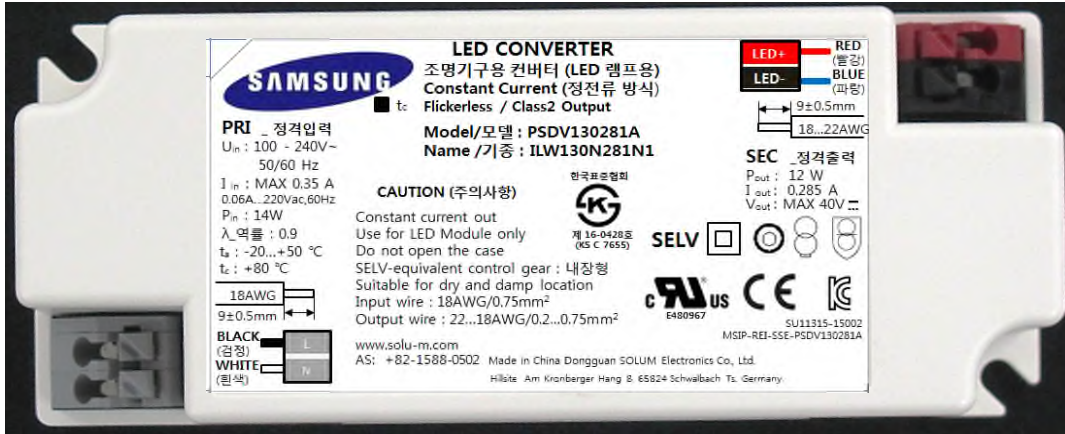 SAMSUNG
tc
LED CONVERTER
조명기구용 컨버터 (LED 램프용)
Constant Current (정전류 방식)
Flickerless / Class2 Output
Model/모델 : PSDV130281A
Name /기종 : ILW130N281N1
LED+
RED
(빨강)
LED-
BLUE
(파랑)
9±0.5mm
18...22AWG
PRI _ 정격입력
Uin : 100 - 240V~
50/60 Hz
I in : MAX 0.35 A
0.06A...220Vac,60Hz
Pin : 14W
λ_역률 : 0.9
ta : -20...+50 ℃
tc : +80 ℃
18AWG
9±0.5mm
BLACK
(검정)
L
WHITE
(흰색)
N
CAUTION (주의사항)
Constant current out
Use for LED Module only
Do not open the case
SELV-equivalent control gear : 내장형
Suitable for dry and damp location
Input wire : 18AWG/0.75mm²
Output wire : 22...18AWG/0.2...0.75mm²
www.solu-m.com
AS: +82-1588-0502 Made in China Dongguan SOLUM Electronics Co., Ltd.
Hillsite Am Kronberger Hang 8 65824 Schwalbach Ts. Germany.
한국표준협회
제 16-0428호
(KS C 7655)
SEC _정격출력
Pout : 12 W
I out : 0.285 A
Vout : MAX 40V
SELV
c RU US
E480967
CE
SU11315-15002
MSIP-REI-SSE-PSDV130281A